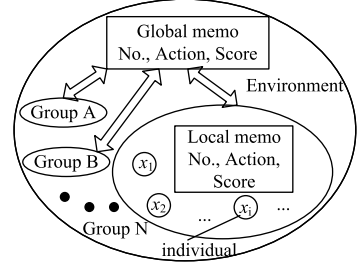 Global memo
No., Action, Score
Environment
Group A
Local memo
No., Action,
Score
Group B
x₁
x₂
...
xᵢ
...
Group N
individual